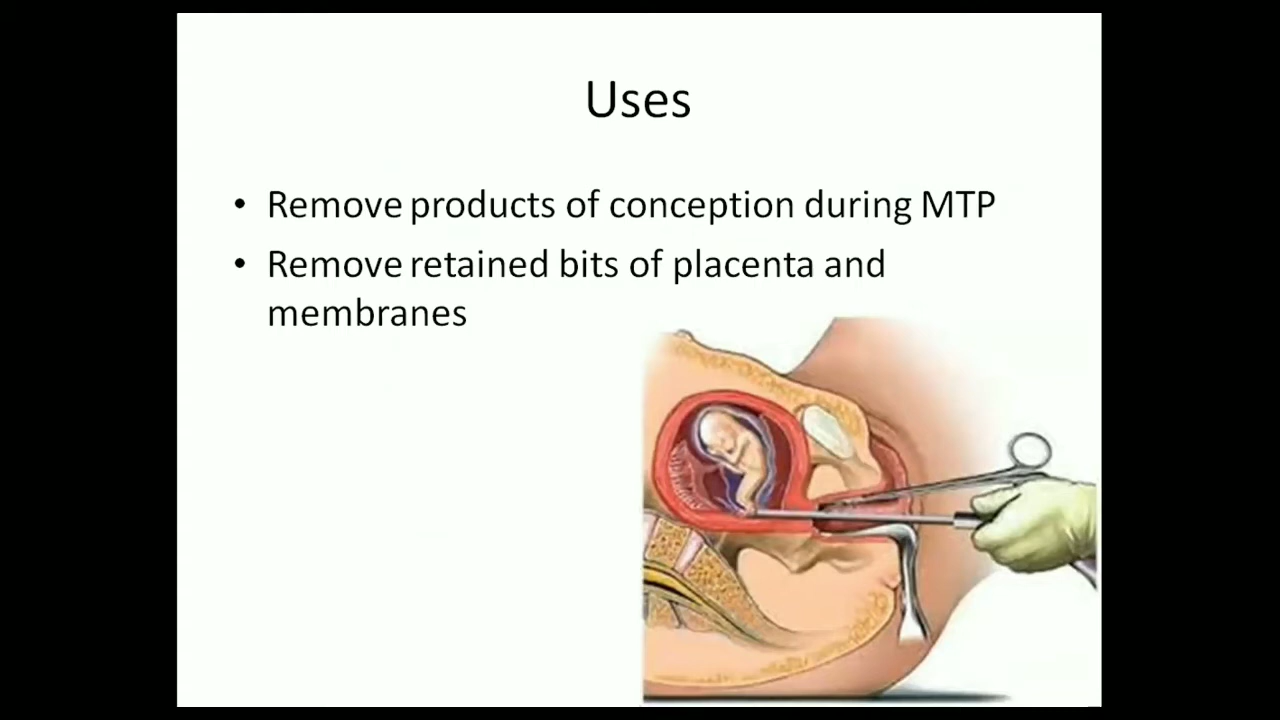 Uses
• Remove products of conception during MTP
• Remove retained bits of placenta and
membranes